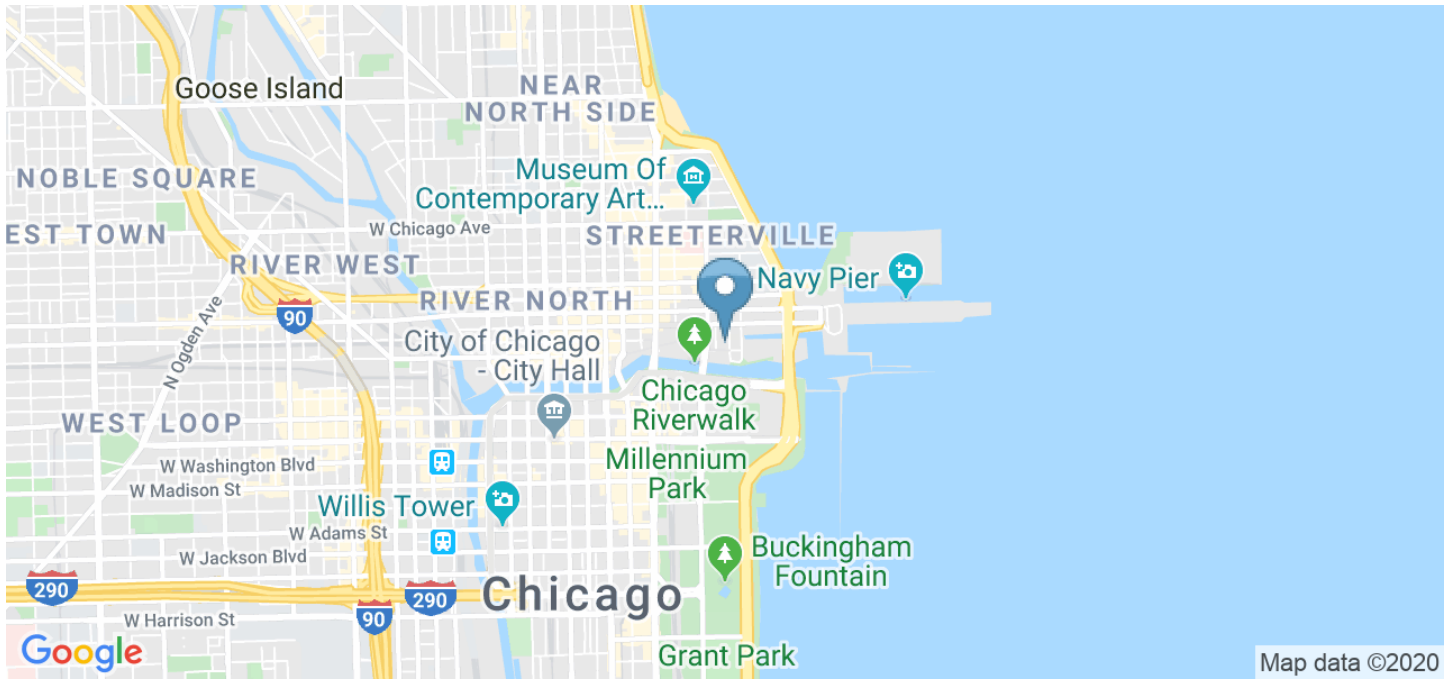 Goose Island
NEAR
NORTH SIDE
NOBLE SQUARE
Museum Of
Contemporary Art...
EST TOWN
W Chicago Ave
STREETERVILLE
RIVER WEST
Navy Pier
RIVER NORTH
90
N Ogden Ave
City of Chicago
- City Hall
Chicago
Riverwalk
WEST LOOP
W Washington Blvd
Millennium
Park
W Madison St
Willis Tower
W Adams St
W Jackson Blvd
Buckingham
Fountain
290
290
Chicago
90
W Harrison St
Google
Grant Park
Map data ©2020